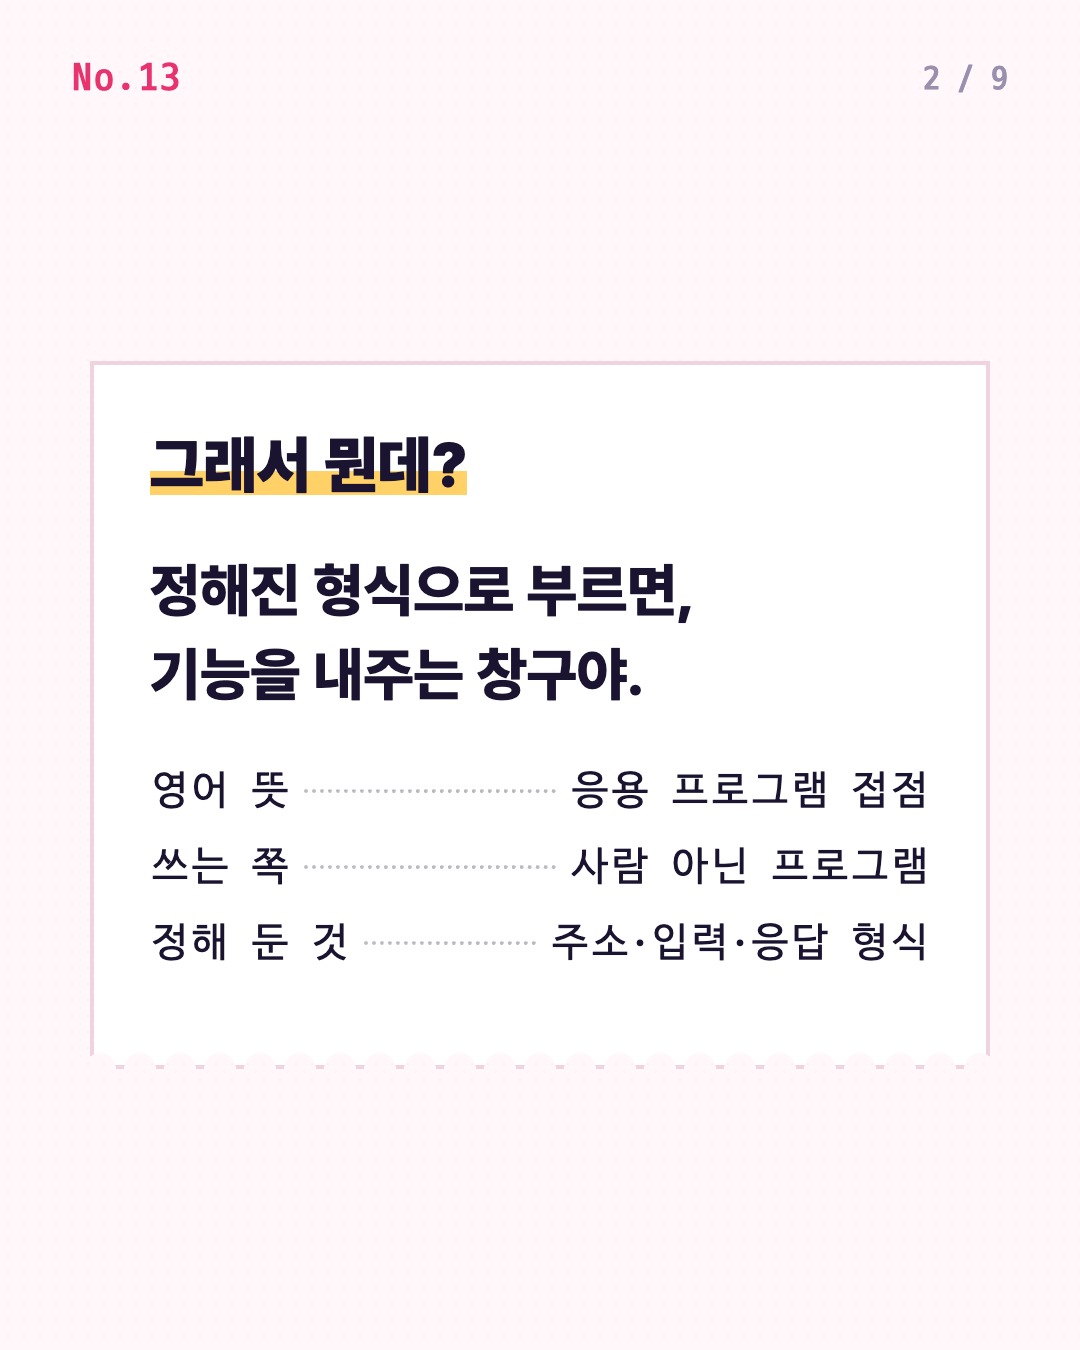 No.13
2 / 9
그래서 뭔데?
정해진 형식으로 부르면,
기능을 내주는 창구야.
영어 뜻 응용 프로그램 접점
쓰는 쪽 사람 아닌 프로그램
정해 둔 것 주소·입력·응답 형식